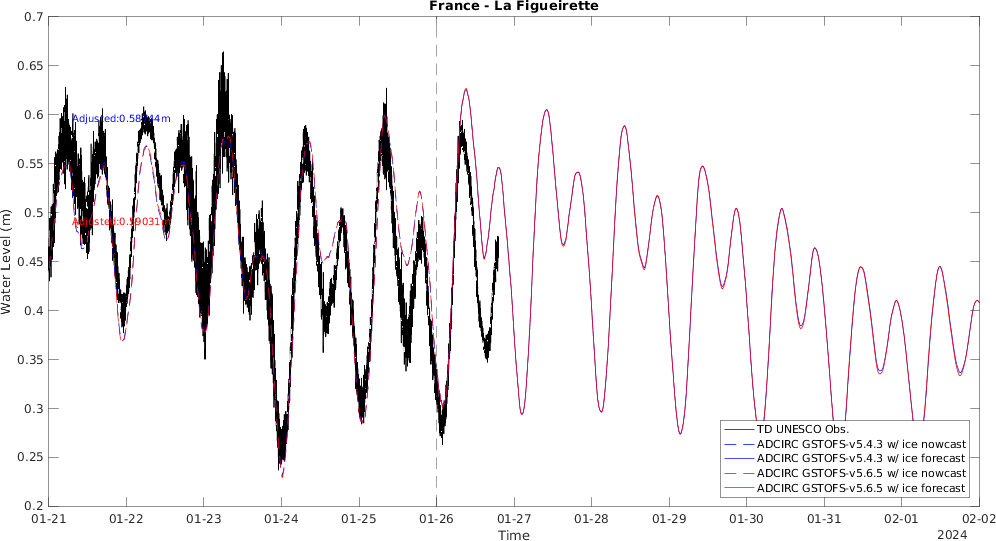 France - La Figueirette
0.7
0.65
0.6
0.55
0.5
0.45
0.4
0.35
0.3
0.25
0.2
Water Level (m)
Adjusted:0.59031m
TD UNESCO Obs.
ADCIRC GSTOFS-v5.4.3 w/ ice nowcast
ADCIRC GSTOFS-v5.4.3 w/ ice forecast
ADCIRC GSTOFS-v5.6.5 w/ ice nowcast
ADCIRC GSTOFS-v5.6.5 w/ ice forecast
01-21 01-22 01-23 01-24 01-25 01-26 01-27 01-28 01-29 01-30 01-31 02-01 02-02
Time
2024